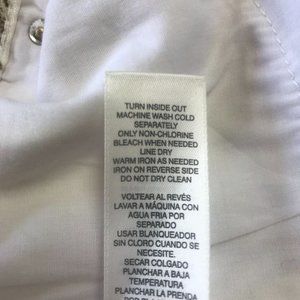 TURN INSIDE OUT
MACHINE WASH COLD
SEPARATELY
ONLY NON-CHLORINE
BLEACH WHEN NEEDED
LINE DRY
WARM IRON AS NEEDED
IRON ON REVERSE SIDE
DO NOT DRY CLEAN
VOLTEAR AL REVÉS
LAVAR A MÁQUINA CON
AGUA FRIA POR
SEPARADO
USAR BLANQUEADOR
SIN CLORO CUANDO SE
NECESITE.
SECAR COLGADO
PLANCHAR A BAJA
TEMPERATURA
PLANCHAR LA PRENDA